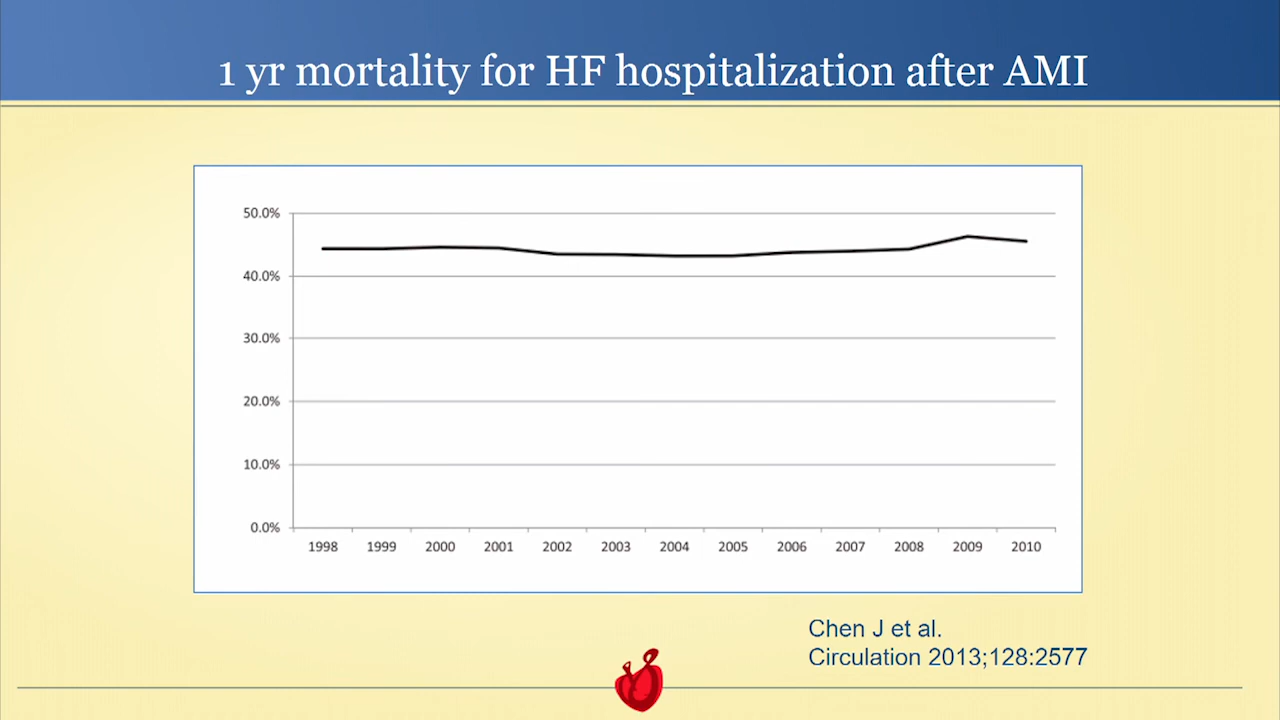 1 yr mortality for HF hospitalization after AMI
50.0%
40.0%
30.0%
20.0%
10.0%
0.0%
1998 1999 2000 2001 2002 2003 2004 2005 2006 2007 2008 2009 2010
Chen J et al.
Circulation 2013;128:2577